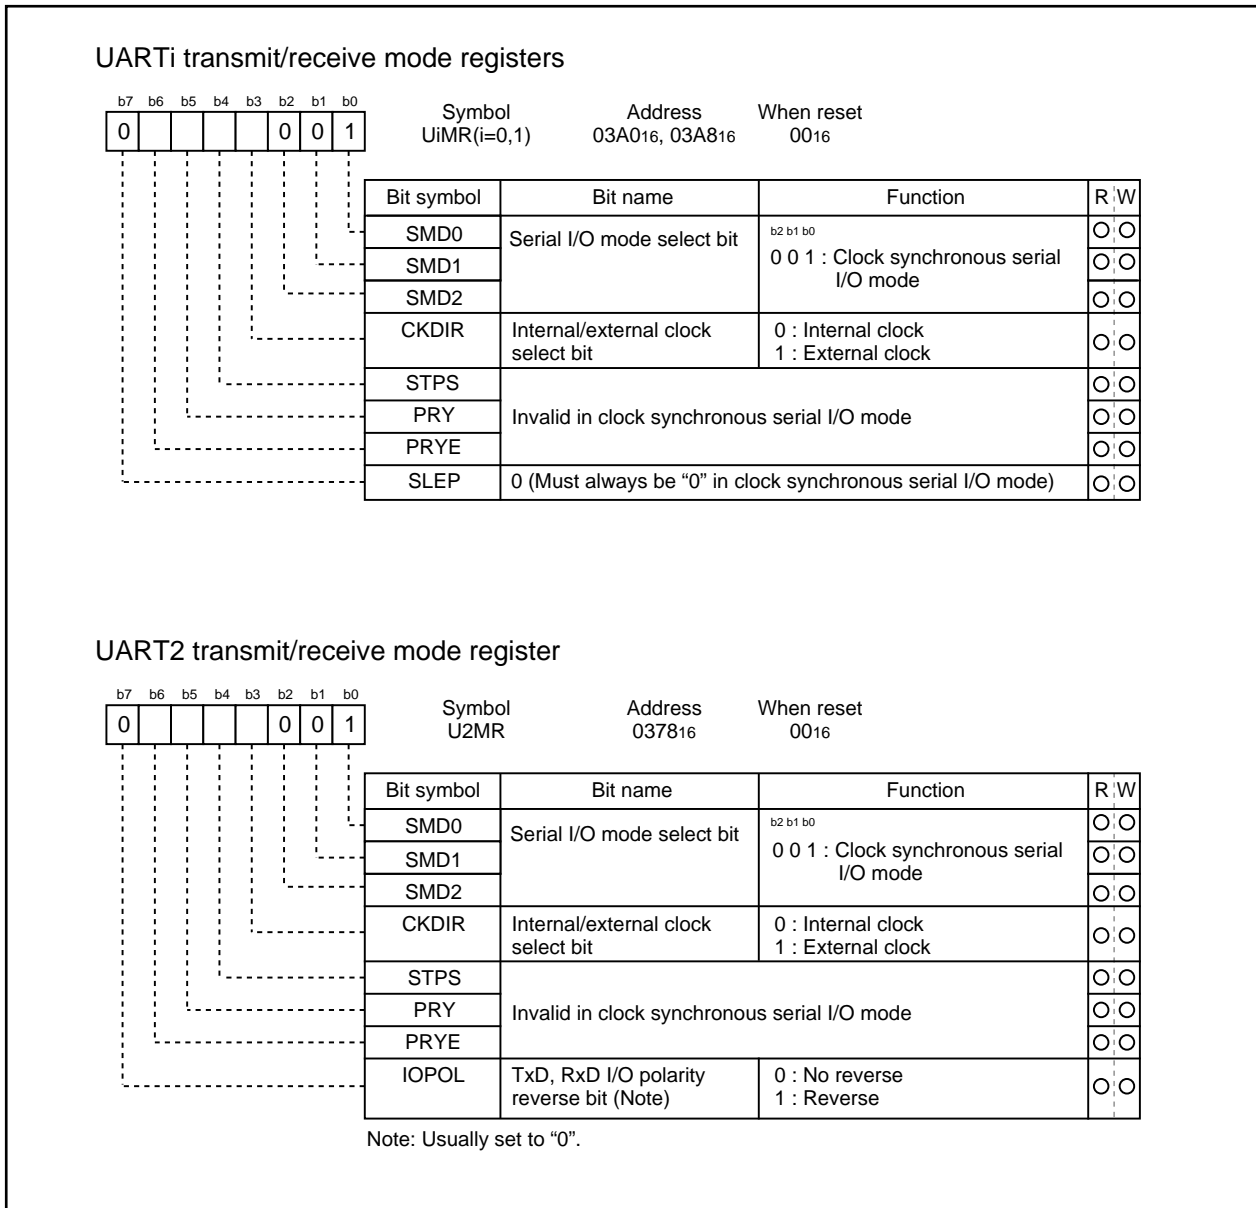 UARTi transmit/receive mode registers
b7 b6 b5 b4 b3 b2 b1 b0
0 0 0 1
Symbol Address When reset
UiMR(i=0,1) 03A016, 03A816 0016
Bit symbol Bit name Function R W
SMD0 Serial I/O mode select bit b2 b1 b0
SMD1 0 0 1 : Clock synchronous serial
I/O mode
SMD2
CKDIR Internal/external clock 0 : Internal clock
select bit 1 : External clock
STPS
PRY Invalid in clock synchronous serial I/O mode
PRYE
SLEP 0 (Must always be “0” in clock synchronous serial I/O mode)
UART2 transmit/receive mode register
b7 b6 b5 b4 b3 b2 b1 b0
0 0 0 1
Symbol Address When reset
U2MR 037816 0016
Bit symbol Bit name Function R W
SMD0 Serial I/O mode select bit b2 b1 b0
SMD1 0 0 1 : Clock synchronous serial
I/O mode
SMD2
CKDIR Internal/external clock 0 : Internal clock
select bit 1 : External clock
STPS
PRY Invalid in clock synchronous serial I/O mode
PRYE
IOPOL TxD, RxD I/O polarity 0 : No reverse
reverse bit (Note) 1 : Reverse
Note: Usually set to “0”.